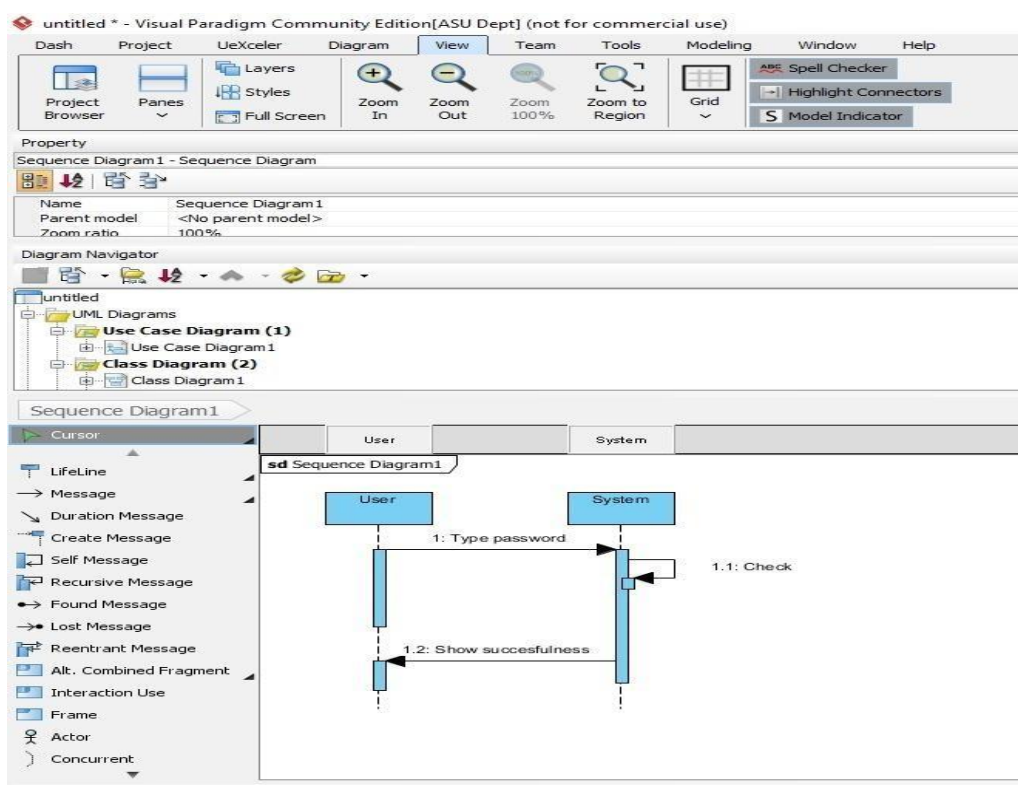 untitled * - Visual Paradigm Community Edition[ASU Dept] (not for commercial use)
Dash Project UeXceler Diagram View Team Tools Modeling Window Help
Project Browser
Panes
Layers
Styles
Full Screen
Zoom In
Zoom Out
Zoom 100%
Zoom to Region
Grid
ABC Spell Checker
Highlight Connectors
S Model Indicator
Property
Sequence Diagram1 - Sequence Diagram
Name Sequence Diagram1
Parent model <No parent model>
Zoom ratio 100%
Diagram Navigator
untitled
UML Diagrams
Use Case Diagram (1)
Use Case Diagram1
Class Diagram (2)
Class Diagram1
Sequence Diagram1
Cursor
LifeLine
Message
Duration Message
Create Message
Self Message
Recursive Message
Found Message
Lost Message
Reentrant Message
Alt. Combined Fragment
Interaction Use
Frame
Actor
Concurrent
User System
sd Sequence Diagram1
User System
1: Type password
1.1: Check
1.2: Show succesfulness